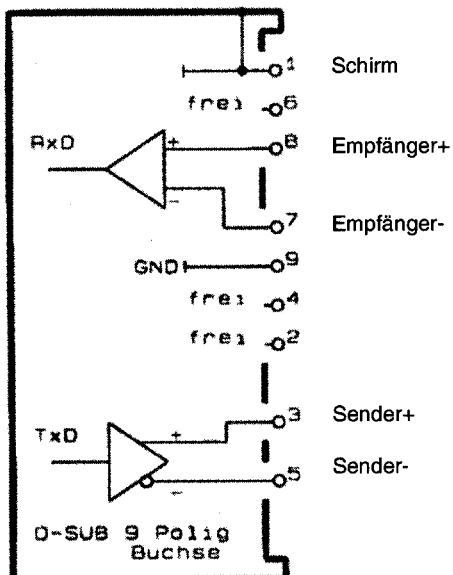 1 Schirm
frei 6
RxD + 8 Empfänger+
- 7 Empfänger-
GND 9
frei 4
frei 2
TxD + 3 Sender+
- 5 Sender-
D-SUB 9 Polig
Buchse